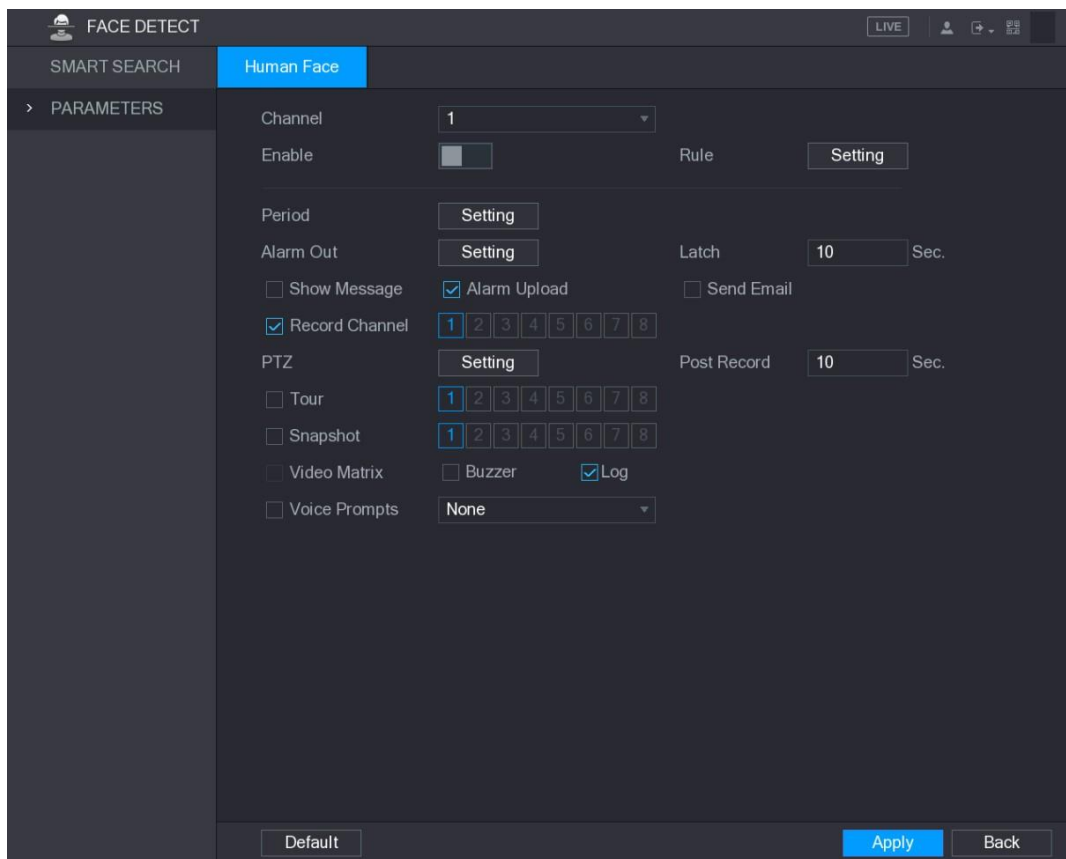 FACE DETECT LIVE
SMART SEARCH Human Face
> PARAMETERS
Channel 1
Enable Rule Setting
Period Setting
Alarm Out Setting Latch 10 Sec.
Show Message Alarm Upload Send Email
Record Channel 1 2 3 4 5 6 7 8
PTZ Setting Post Record 10 Sec.
Tour 1 2 3 4 5 6 7 8
Snapshot 1 2 3 4 5 6 7 8
Video Matrix Buzzer Log
Voice Prompts None
Default Apply Back